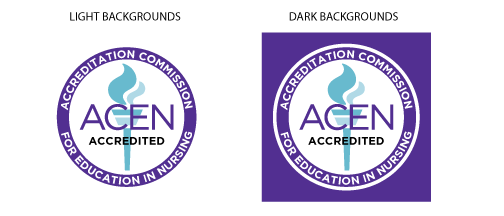 LIGHT BACKGROUNDS
DARK BACKGROUNDS
ACCREDITATION COMMISSION
ACEN
ACCREDITED
FOR EDUCATION IN NURSING
ACCREDITATION COMMISSION
ACEN
ACCREDITED
FOR EDUCATION IN NURSING